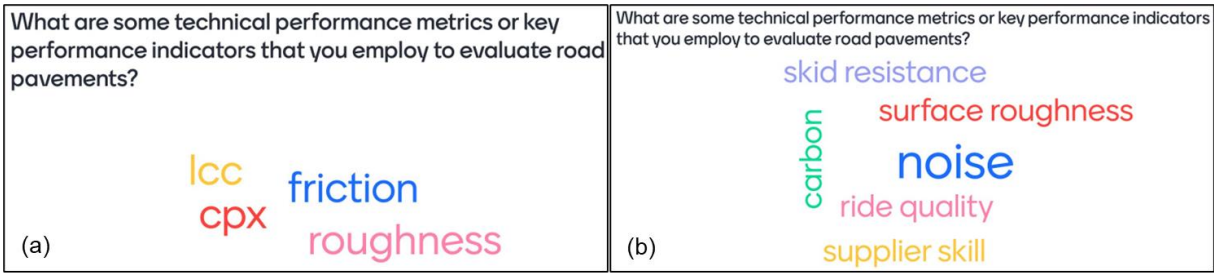 What are some technical performance metrics or key
performance indicators that you employ to evaluate road
pavements?
lcc
friction
cpx
roughness
(a)
What are some technical performance metrics or key performance indicators
that you employ to evaluate road pavements?
skid resistance
surface roughness
carbon
noise
ride quality
supplier skill
(b)